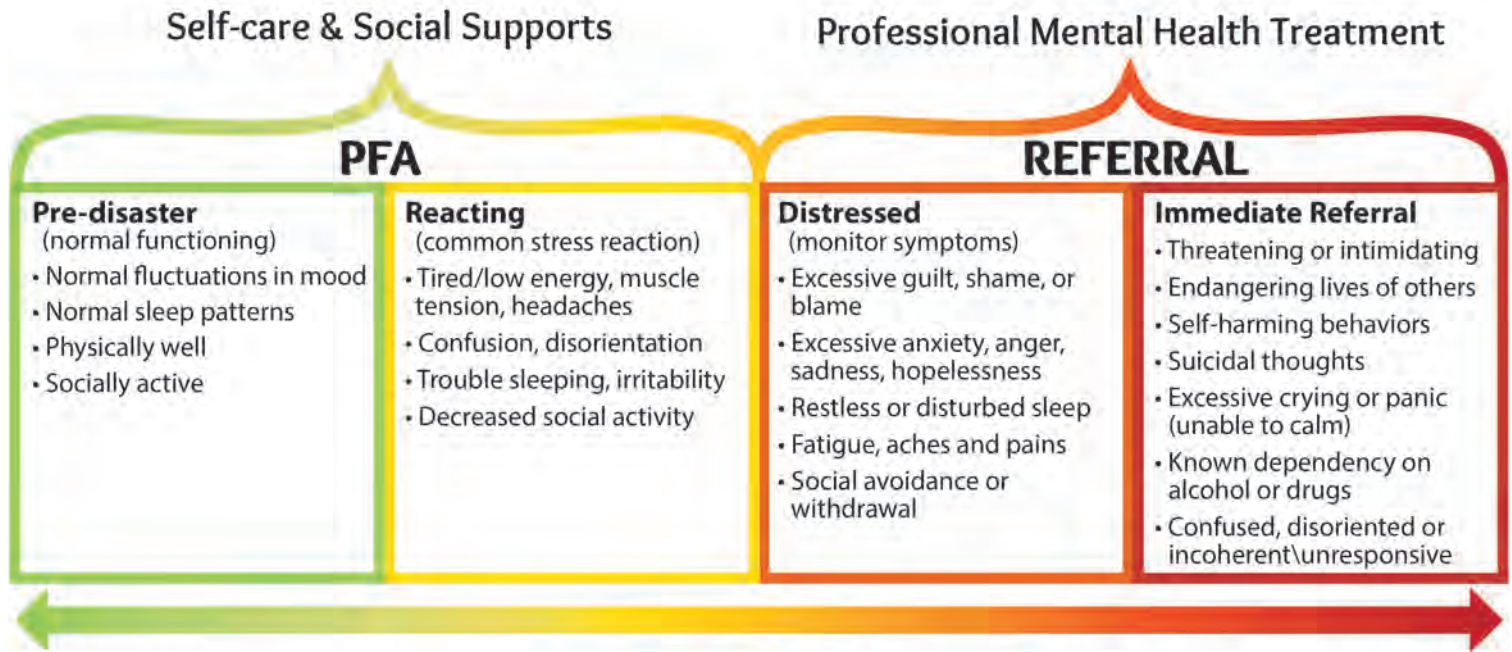 Self-care & Social Supports
Professional Mental Health Treatment
PFA
REFERRAL
Pre-disaster
(normal functioning)
• Normal fluctuations in mood
• Normal sleep patterns
• Physically well
• Socially active
Reacting
(common stress reaction)
• Tired/low energy, muscle
tension, headaches
• Confusion, disorientation
• Trouble sleeping, irritability
• Decreased social activity
Distressed
(monitor symptoms)
• Excessive guilt, shame, or
blame
• Excessive anxiety, anger,
sadness, hopelessness
• Restless or disturbed sleep
• Fatigue, aches and pains
• Social avoidance or
withdrawal
Immediate Referral
• Threatening or intimidating
• Endangering lives of others
• Self-harming behaviors
• Suicidal thoughts
• Excessive crying or panic
(unable to calm)
• Known dependency on
alcohol or drugs
• Confused, disoriented or
incoherent\unresponsive